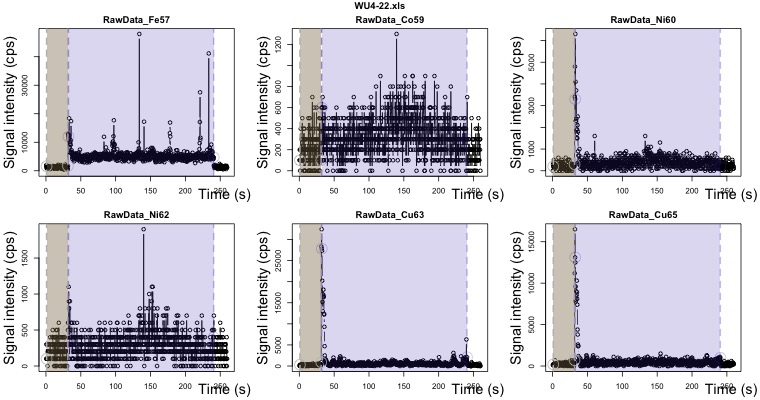 WU4-22.xls
RawData_Fe57 RawData_Co59 RawData_Ni60
Signal intensity (cps) Signal intensity (cps) Signal intensity (cps)
0 10000 30000
0 200 400 600 800 1200
0 1000 3000 5000
0 50 100 150 200 250 0 50 100 150 200 250 0 50 100 150 200 250
Time (s) Time (s) Time (s)
RawData_Ni62 RawData_Cu63 RawData_Cu65
Signal intensity (cps) Signal intensity (cps) Signal intensity (cps)
0 500 1000 1500
0 5000 15000 25000
0 5000 10000 15000
0 50 100 150 200 250 0 50 100 150 200 250 0 50 100 150 200 250
Time (s) Time (s) Time (s)